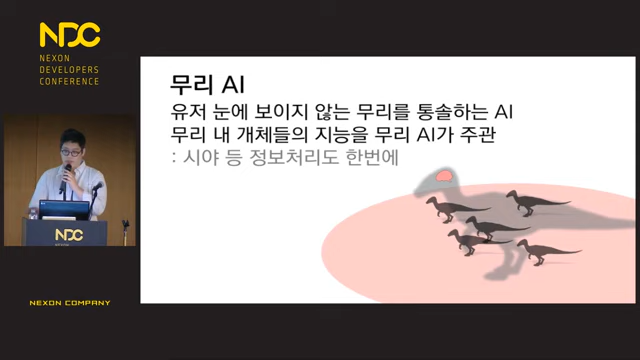 NDC
NEXON
DEVELOPERS
CONFERENCE
무리 AI
유저 눈에 보이지 않는 무리를 통솔하는 AI
무리 내 개체들의 지능을 무리 AI가 주관
: 시야 등 정보처리도 한번에
NDC
NEXON COMPANY